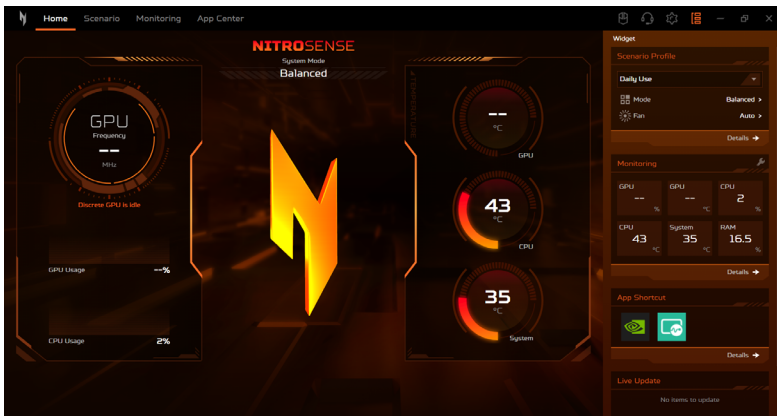 Home Scenario Monitoring App Center
NITROSENSE
System Mode
Balanced
GPU
Frequency
--
MHz
Discrete GPU is idle
GPU Usage --%
CPU Usage 2%
TEMPERATURE
--
°C
GPU
43
°C
CPU
35
°C
System
Widget
Scenario Profile
Daily Use
Mode Balanced >
Fan Auto >
Details →
Monitoring
GPU GPU CPU
-- -- 2
% °C %
CPU System RAM
43 35 16.5
°C °C %
Details →
App Shortcut
Details →
Live Update
No items to update